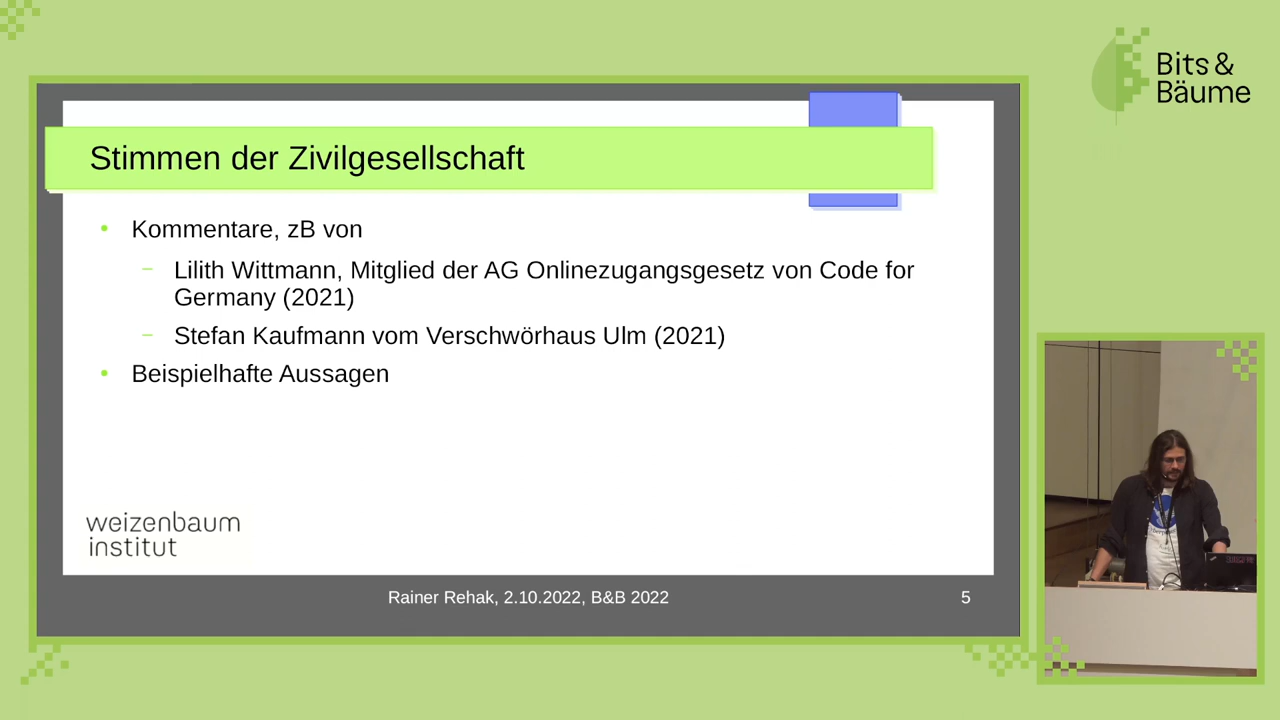 Bits &
Bäume
Stimmen der Zivilgesellschaft
• Kommentare, zB von
– Lilith Wittmann, Mitglied der AG Onlinezugangsgesetz von Code for
Germany (2021)
– Stefan Kaufmann vom Verschwörhaus Ulm (2021)
• Beispielhafte Aussagen
weizenbaum
institut
Rainer Rehak, 2.10.2022, B&B 2022
5